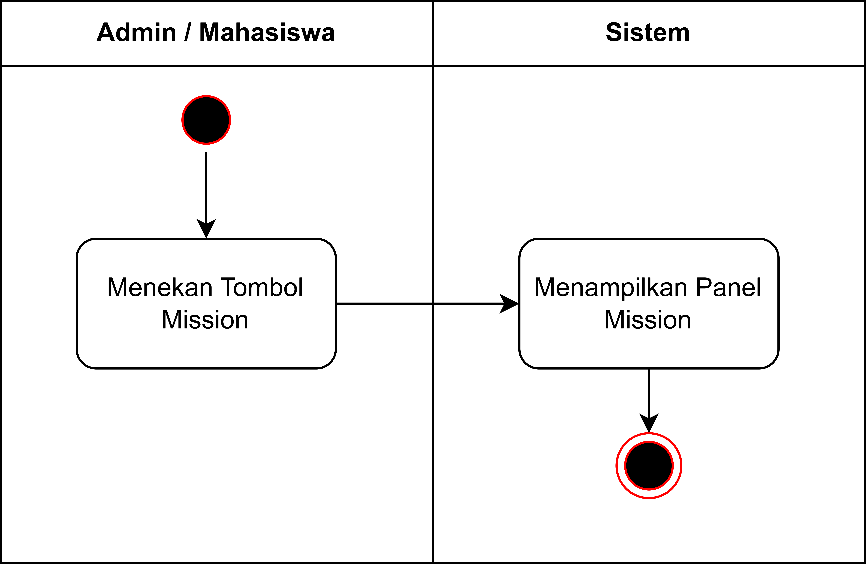 Admin / Mahasiswa
Sistem
Menekan Tombol
Mission
Menampilkan Panel
Mission